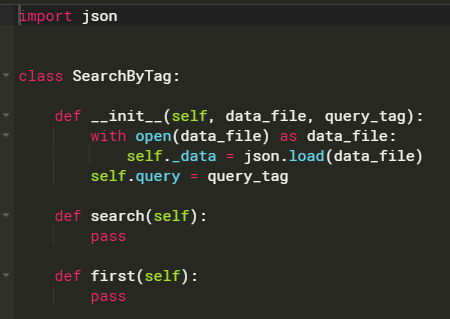 import json
class SearchByTag:
def __init__(self, data_file, query_tag):
with open(data_file) as data_file:
self._data = json.load(data_file)
self.query = query_tag
def search(self):
pass
def first(self):
pass